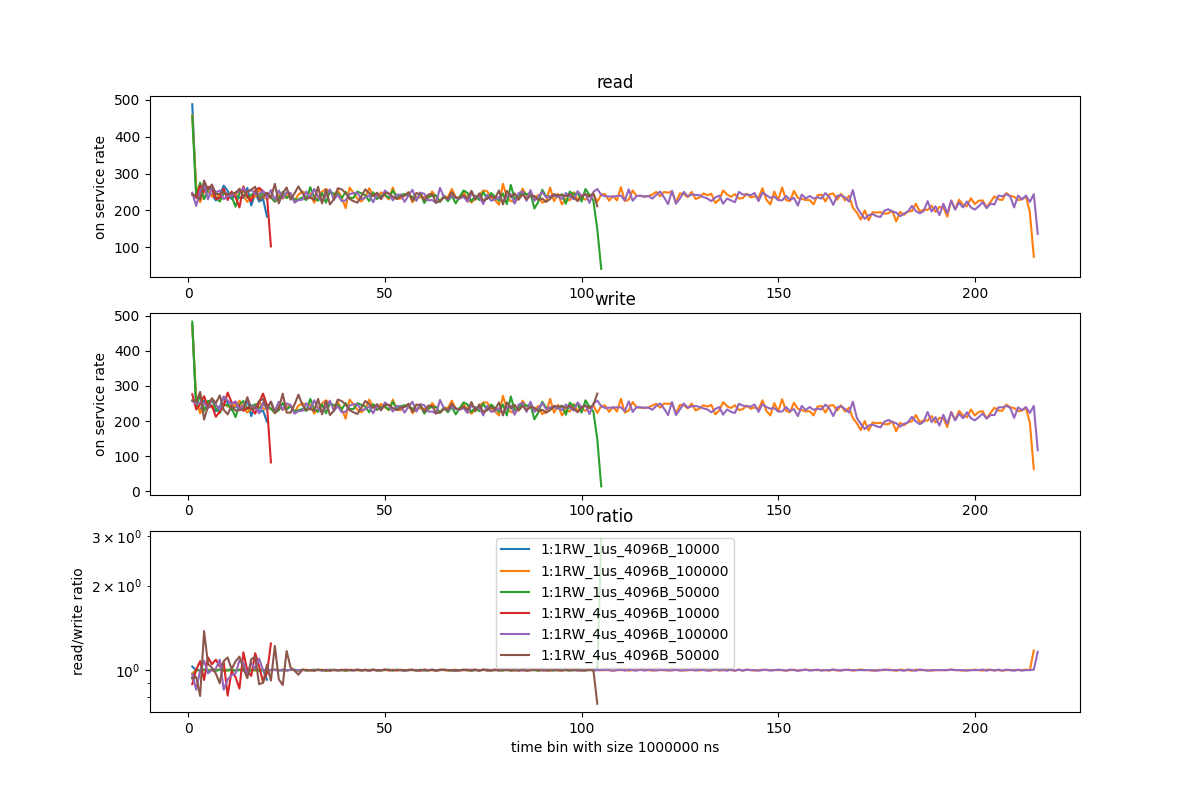 read
on service rate
500
400
300
200
100
0
50
100
150
200
write
on service rate
500
400
300
200
100
0
0
50
100
150
200
ratio
read/write ratio
3 × 10⁰
2 × 10⁰
10⁰
1:1RW_1us_4096B_10000
1:1RW_1us_4096B_100000
1:1RW_1us_4096B_50000
1:1RW_4us_4096B_10000
1:1RW_4us_4096B_100000
1:1RW_4us_4096B_50000
0
50
100
150
200
time bin with size 1000000 ns